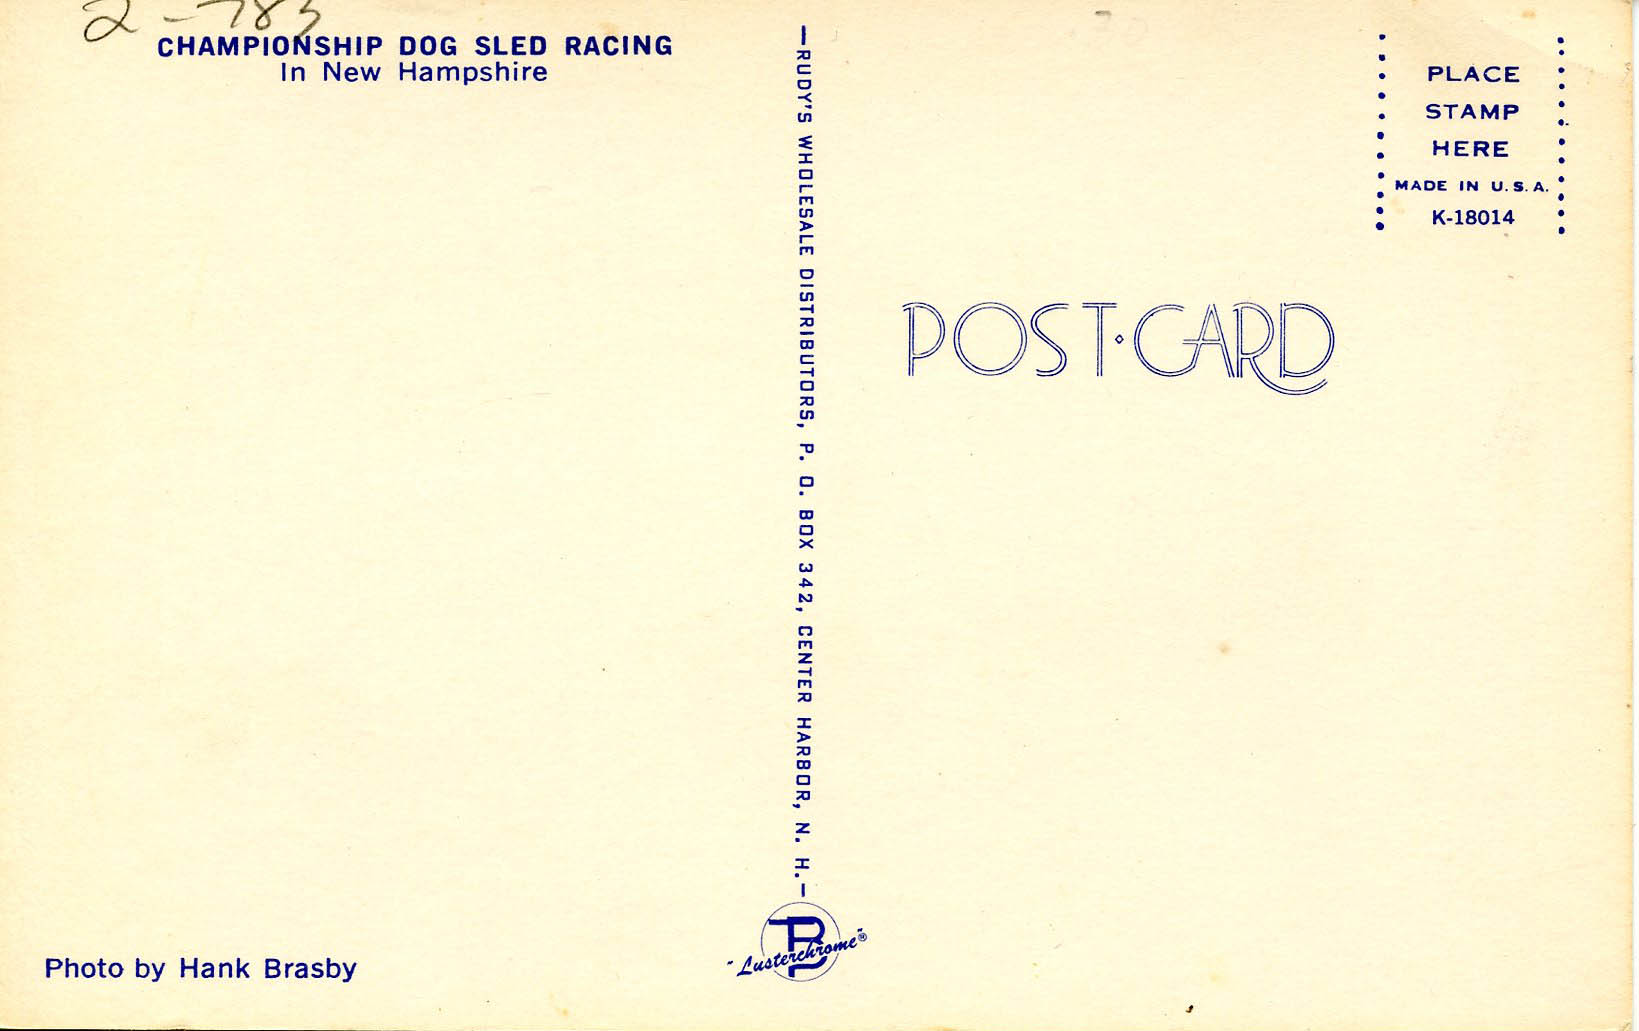 2-783
CHAMPIONSHIP DOG SLED RACING
In New Hampshire
Photo by Hank Brasby
—RUDY'S WHOLESALE DISTRIBUTORS, P. O. BOX 342, CENTER HARBOR, N. H.—
"Lusterchrome"®
PLACE
STAMP
HERE
MADE IN U.S.A.
K-18014
POST·CARD